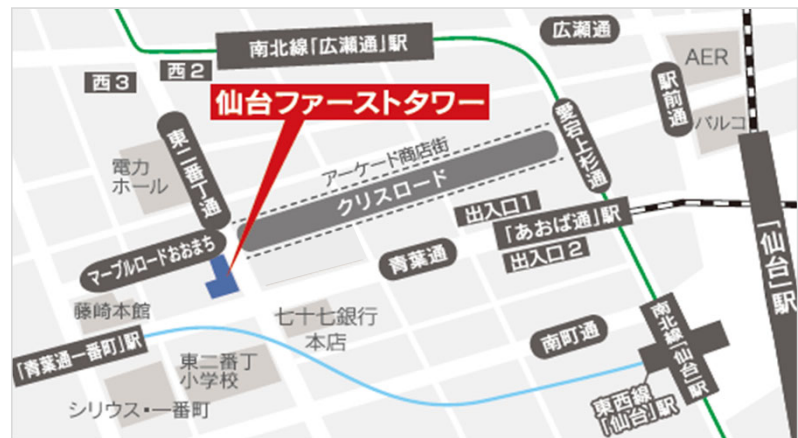 南北線「広瀬通」駅
広瀬通
AER
西3
西2
駅前通
仙台ファーストタワー
パルコ
愛宕上杉通
東二番丁通
アーケード商店街
電力
ホール
クリスロード
出入口1
「あおば通」駅
「仙台」駅
マーブルロードおおまち
青葉通
出入口2
藤崎本館
七十七銀行
本店
南町通
南北線「仙台」駅
「青葉通一番町」駅
東二番丁
小学校
東西線
「仙台」駅
シリウス・一番町